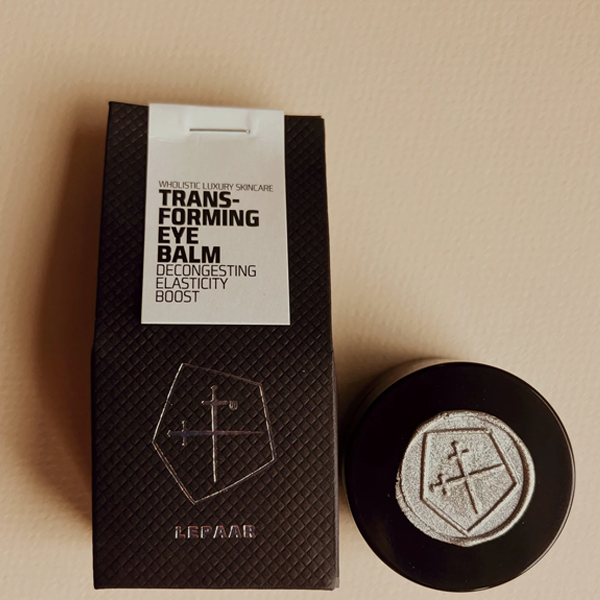 WHOLISTIC LUXURY SKINCARE
TRANS-
FORMING
EYE
BALM
DECONGESTING
ELASTICITY
BOOST
LEPAAR